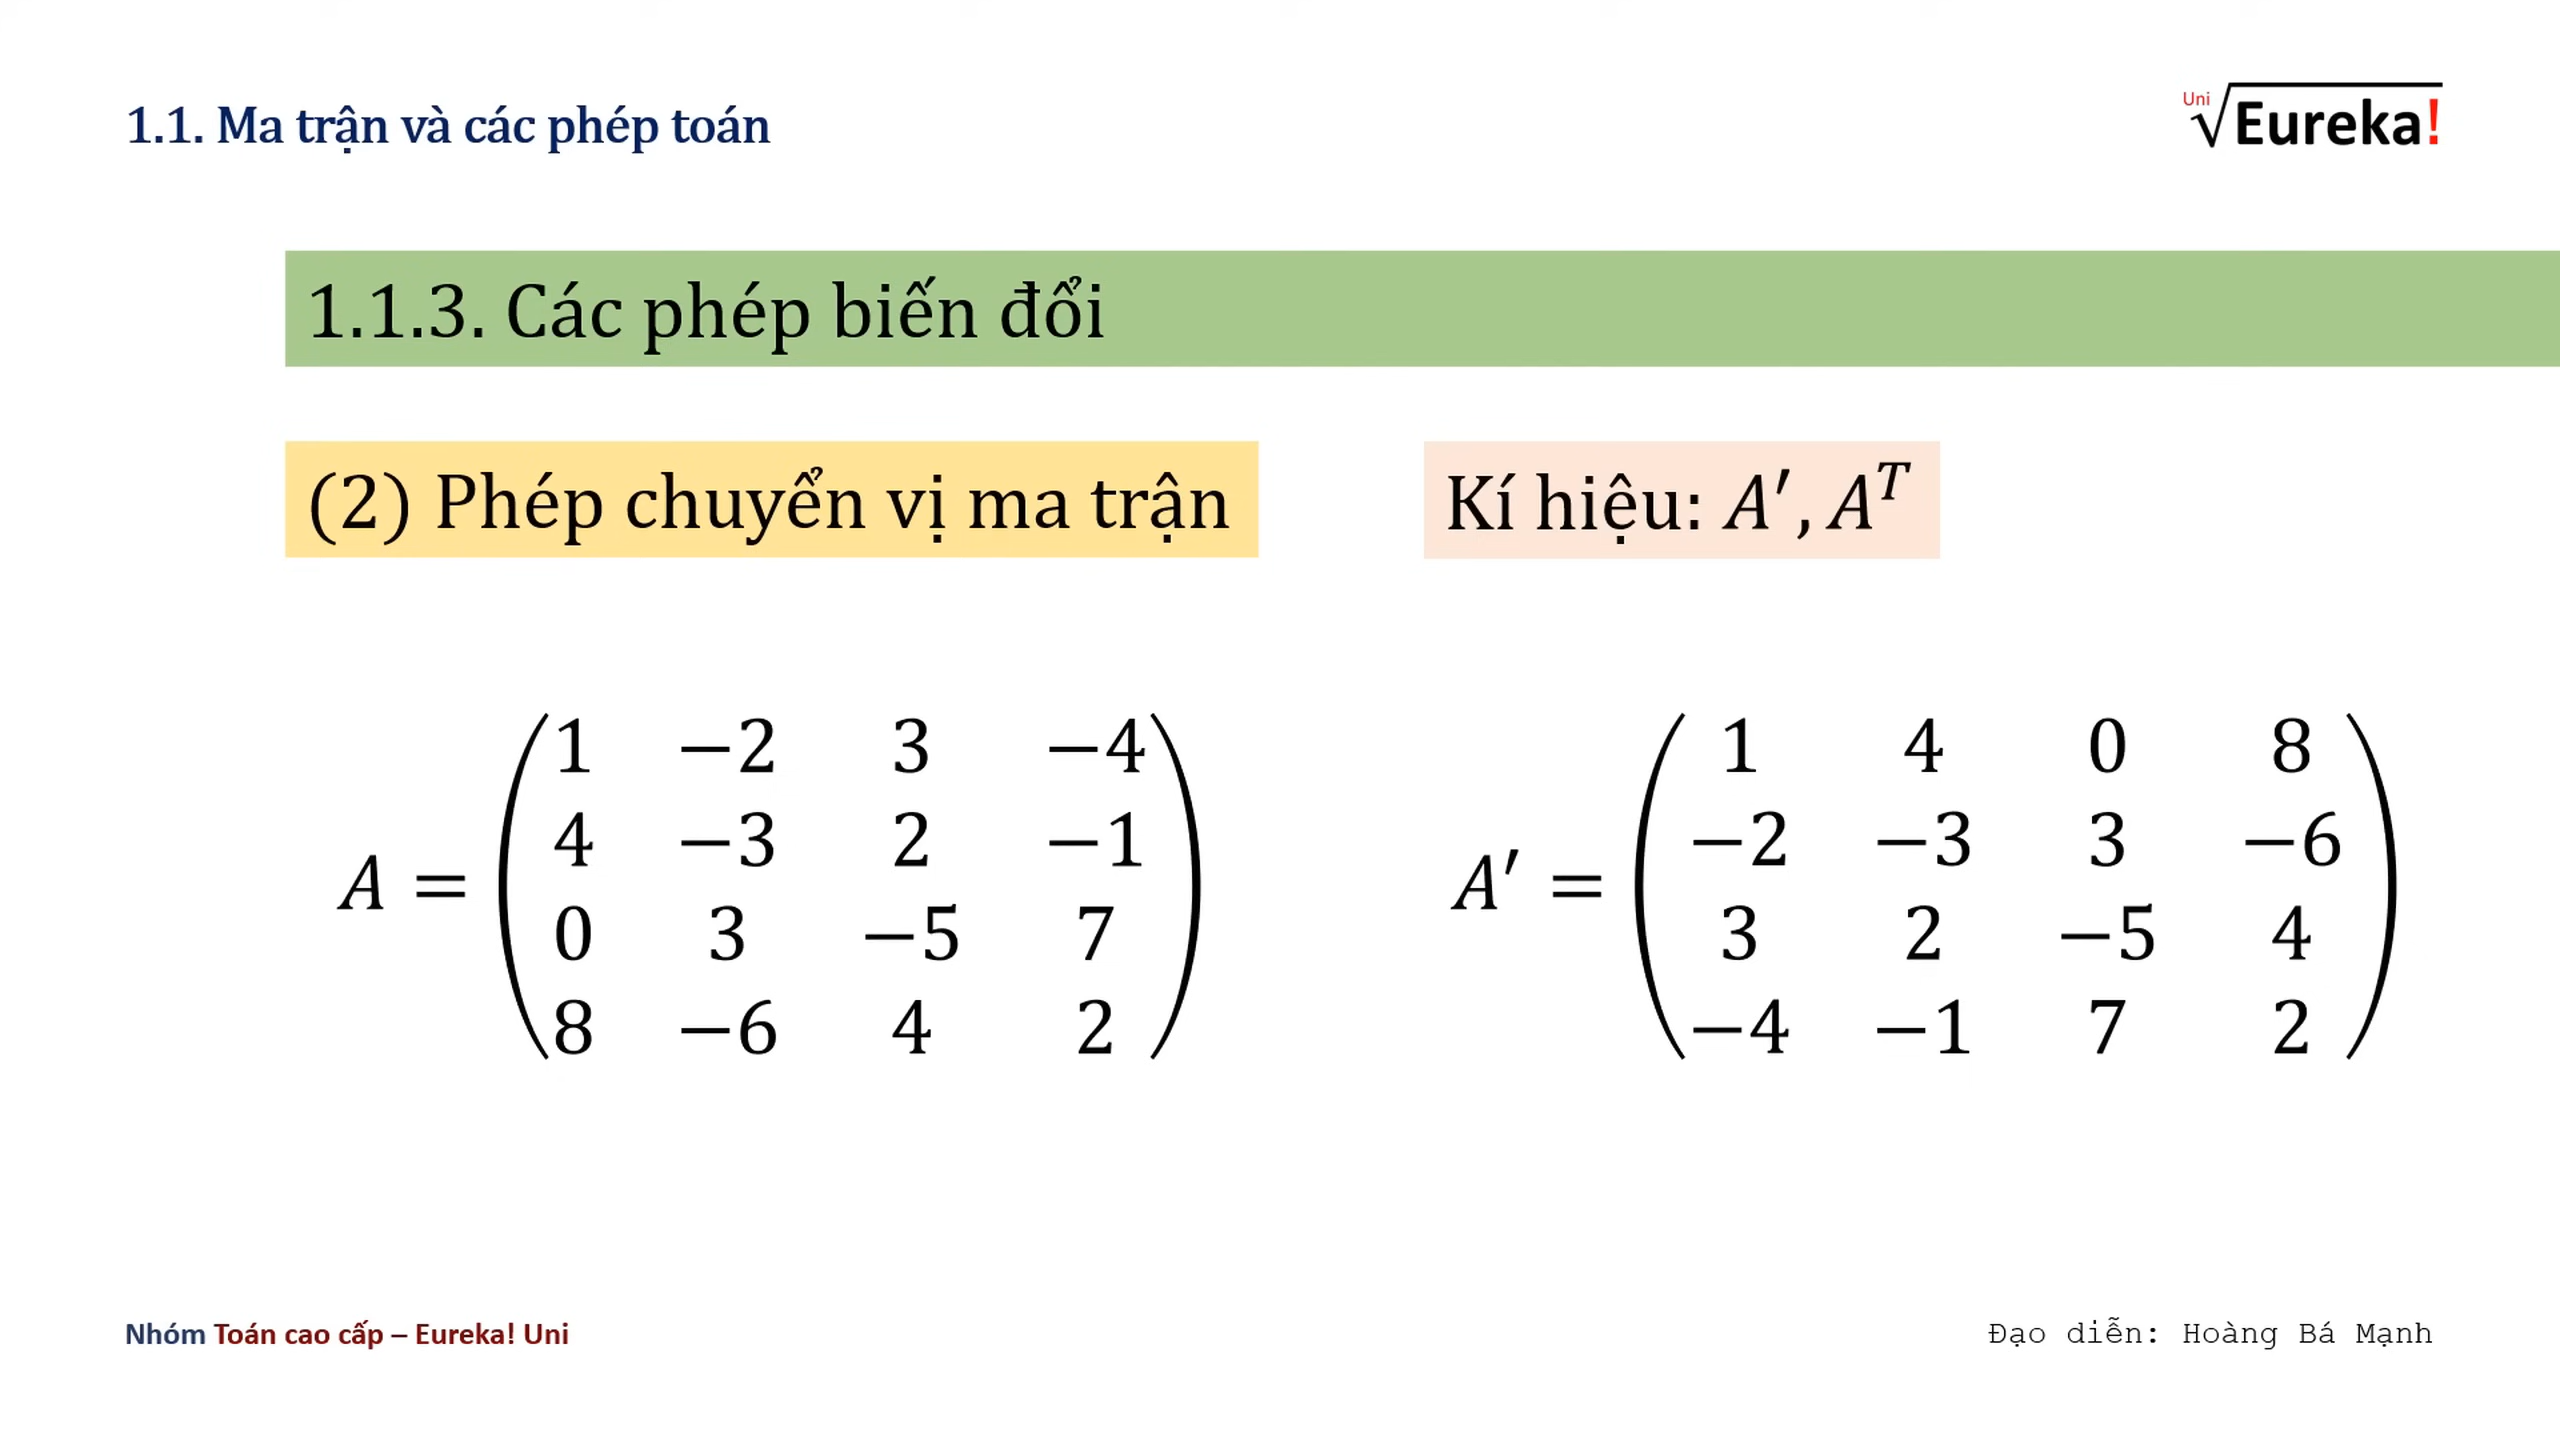 1.1. Ma trận và các phép toán
Uni
√Eureka!
1.1.3. Các phép biến đổi
(2) Phép chuyển vị ma trận
Kí hiệu: A′, Aᵀ
A =
1 −2 3 −4
4 −3 2 −1
0 3 −5 7
8 −6 4 2
A′ =
1 4 0 8
−2 −3 3 −6
3 2 −5 4
−4 −1 7 2
Nhóm Toán cao cấp – Eureka! Uni
Đạo diễn: Hoàng Bá Mạnh